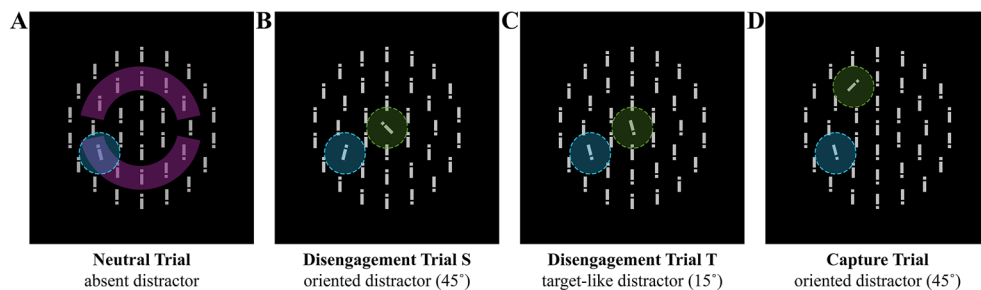 A
B
C
D
Neutral Trial
absent distractor
Disengagement Trial S
oriented distractor (45˚)
Disengagement Trial T
target-like distractor (15˚)
Capture Trial
oriented distractor (45˚)